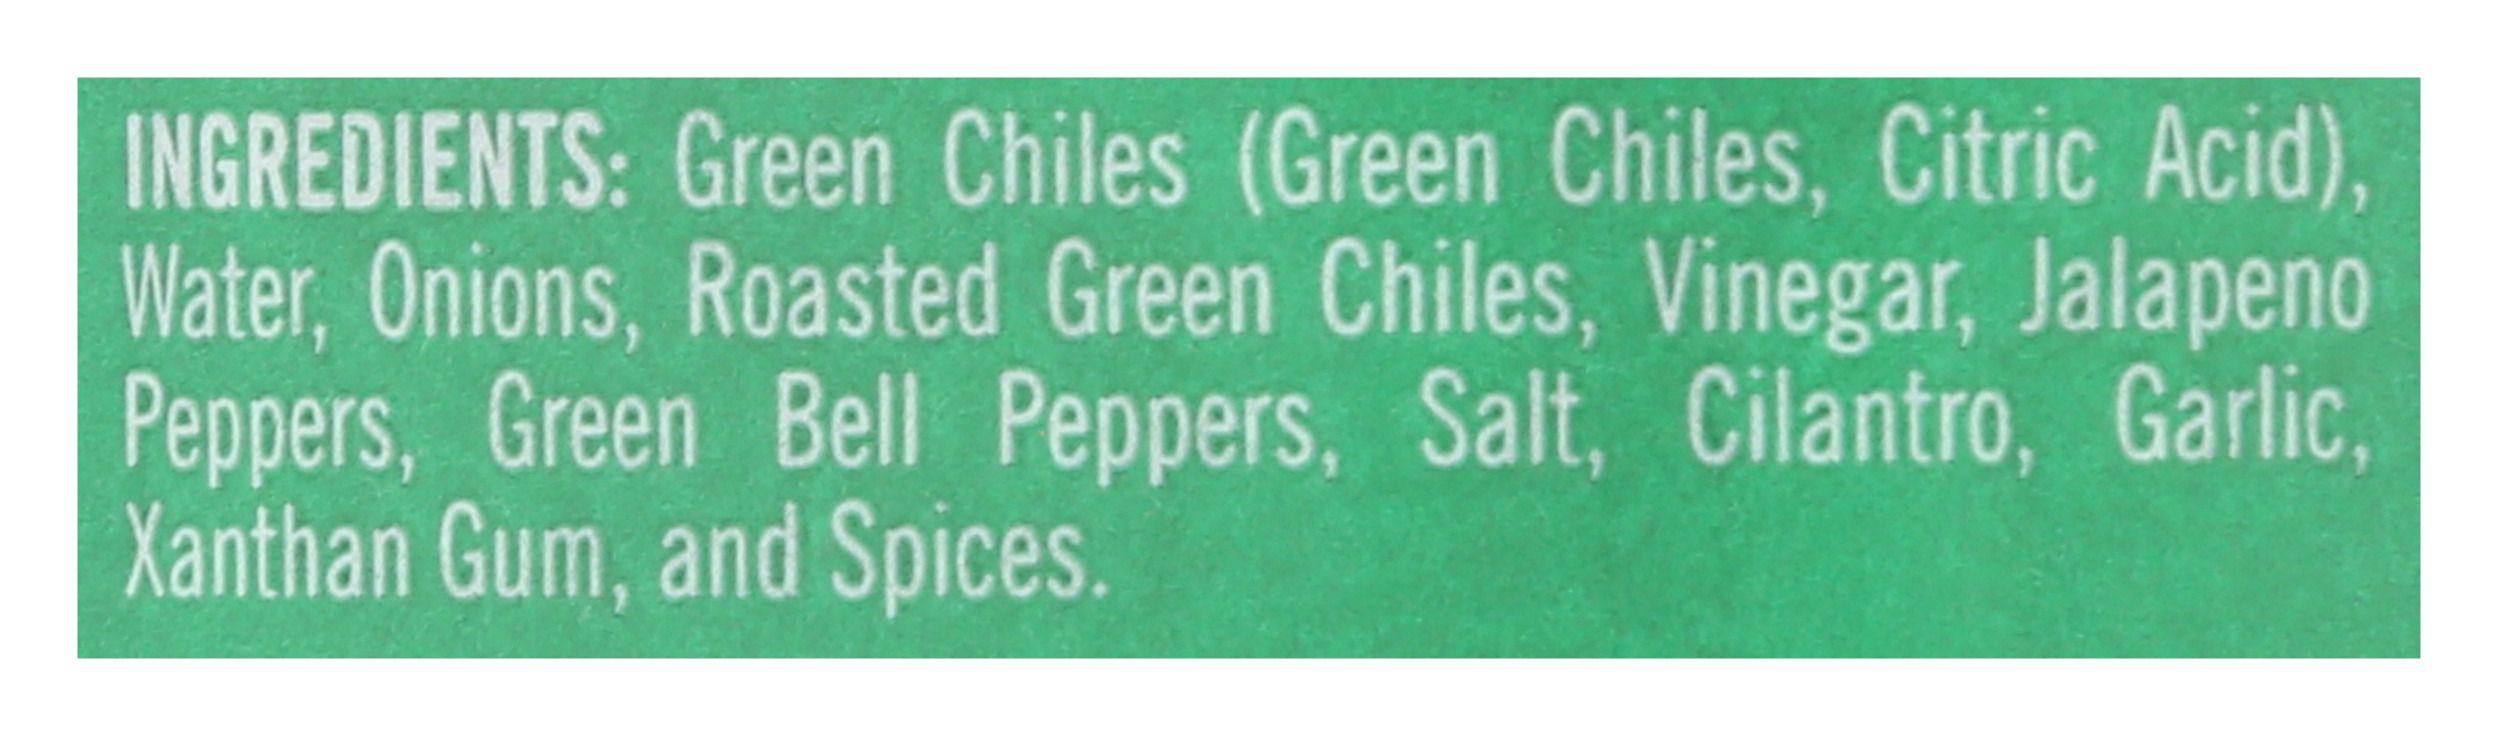 INGREDIENTS: Green Chiles (Green Chiles, Citric Acid),
Water, Onions, Roasted Green Chiles, Vinegar, Jalapeno
Peppers, Green Bell Peppers, Salt, Cilantro, Garlic,
Xanthan Gum, and Spices.